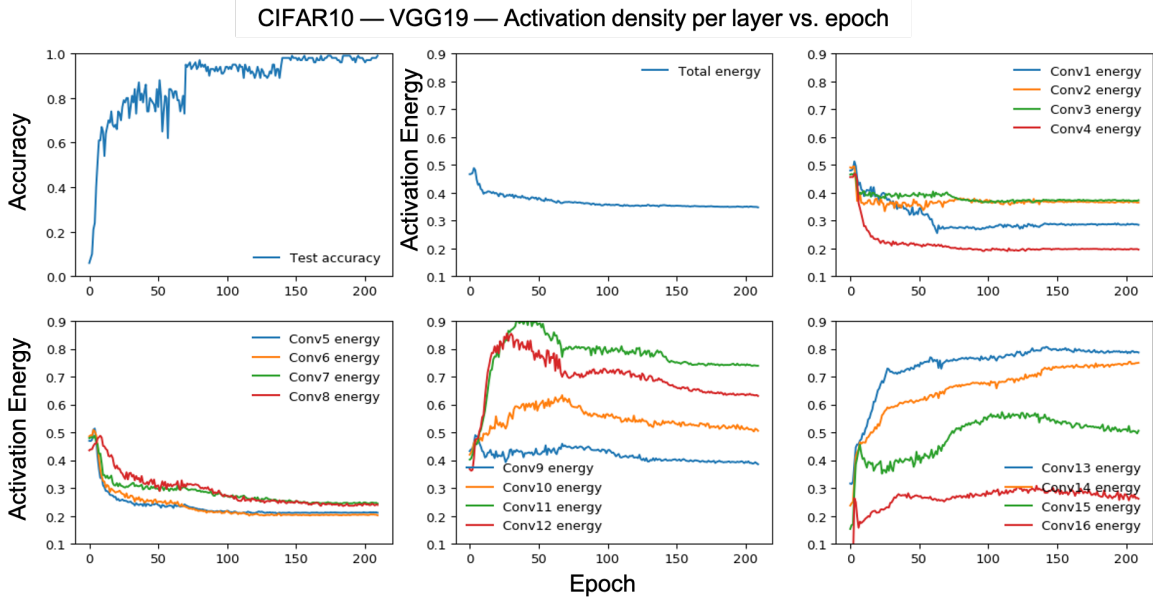 CIFAR10 — VGG19 — Activation density per layer vs. epoch
Accuracy
1.0
0.8
0.6
0.4
0.2
0.0
Test accuracy
0 50 100 150 200
Activation Energy
0.9
0.8
0.7
0.6
0.5
0.4
0.3
0.2
0.1
Total energy
0 50 100 150 200
0.9
0.8
0.7
0.6
0.5
0.4
0.3
0.2
0.1
Conv1 energy
Conv2 energy
Conv3 energy
Conv4 energy
0 50 100 150 200
Activation Energy
0.9
0.8
0.7
0.6
0.5
0.4
0.3
0.2
0.1
Conv5 energy
Conv6 energy
Conv7 energy
Conv8 energy
0 50 100 150 200
0.9
0.8
0.7
0.6
0.5
0.4
0.3
0.2
0.1
Conv9 energy
Conv10 energy
Conv11 energy
Conv12 energy
0 50 100 150 200
0.9
0.8
0.7
0.6
0.5
0.4
0.3
0.2
0.1
Conv13 energy
Conv14 energy
Conv15 energy
Conv16 energy
0 50 100 150 200
Epoch